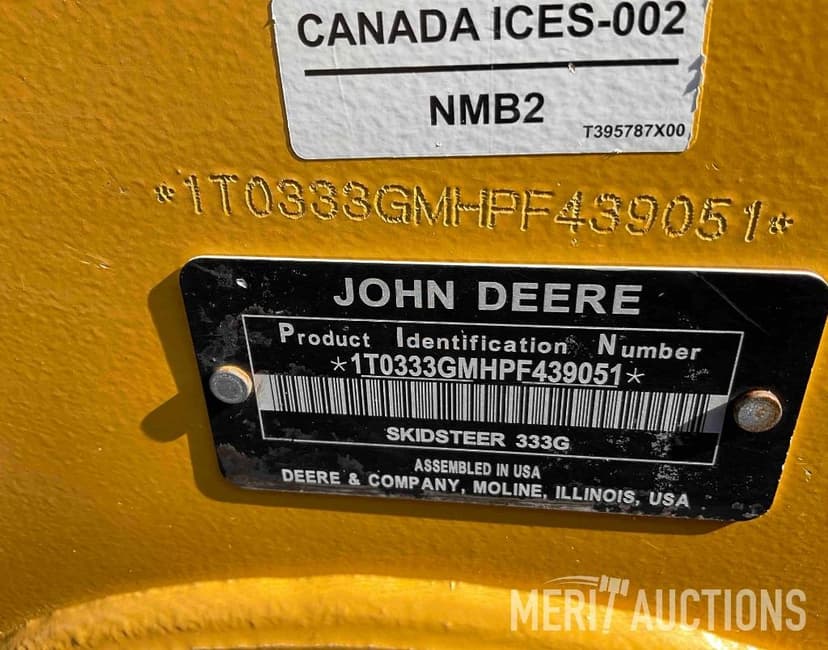 CANADA ICES-002
NMB2
T395787X00
*1T0333GMHPF439051*
JOHN DEERE
Product Identification Number
*1T0333GMHPF439051*
SKIDSTEER 333G
ASSEMBLED IN USA
DEERE & COMPANY, MOLINE, ILLINOIS, USA
MERIT AUCTIONS